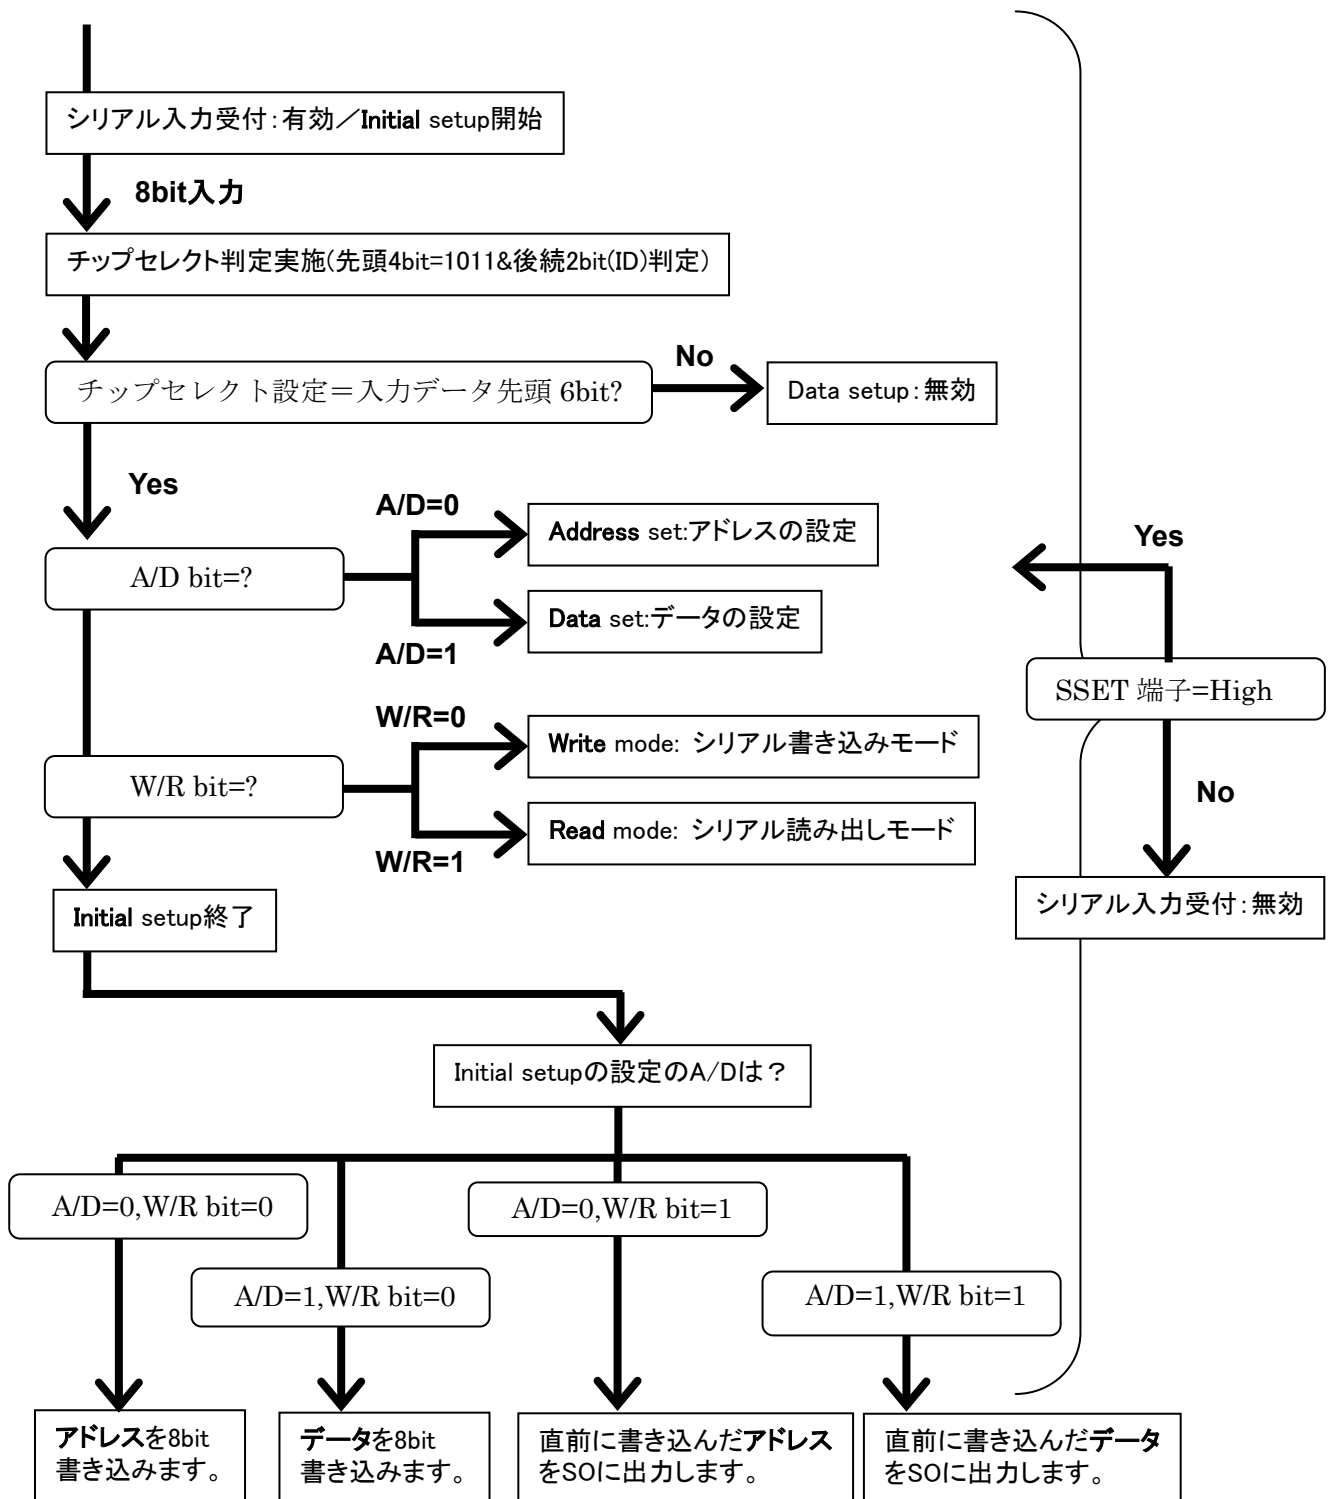 シリアル入力受付：有効／Initial setup開始
8bit入力
チップセレクト判定実施(先頭4bit=1011&後続2bit(ID)判定)
チップセレクト設定＝入力データ先頭 6bit?
No
Data setup：無効
Yes
A/D bit=?
A/D=0
Address set:アドレスの設定
A/D=1
Data set:データの設定
W/R bit=?
W/R=0
Write mode: シリアル書き込みモード
W/R=1
Read mode: シリアル読み出しモード
Initial setup終了
Yes
SSET 端子=High
No
シリアル入力受付：無効
Initial setupの設定のA/Dは？
A/D=0,W/R bit=0
A/D=1,W/R bit=0
A/D=0,W/R bit=1
A/D=1,W/R bit=1
アドレスを8bit
書き込みます。
データを8bit
書き込みます。
直前に書き込んだアドレス
をSOに出力します。
直前に書き込んだデータ
をSOに出力します。